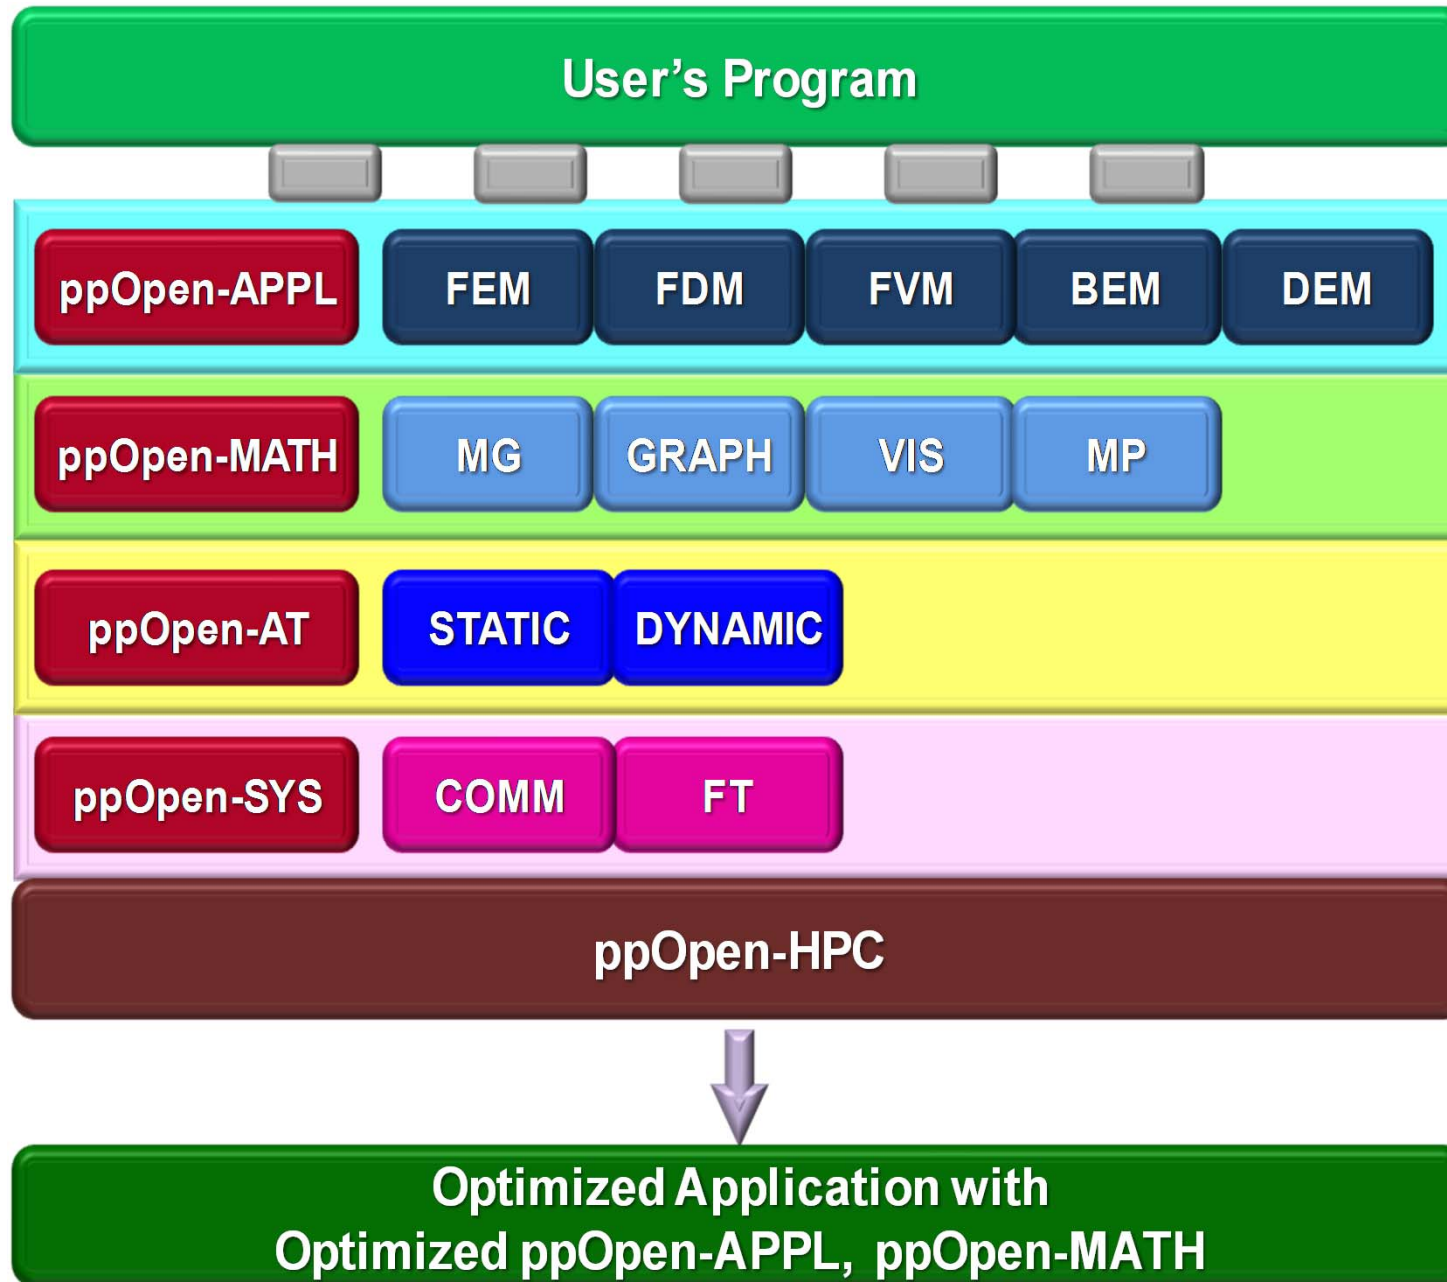 User's Program
ppOpen-APPL FEM FDM FVM BEM DEM
ppOpen-MATH MG GRAPH VIS MP
ppOpen-AT STATIC DYNAMIC
ppOpen-SYS COMM FT
ppOpen-HPC
Optimized Application with
Optimized ppOpen-APPL, ppOpen-MATH